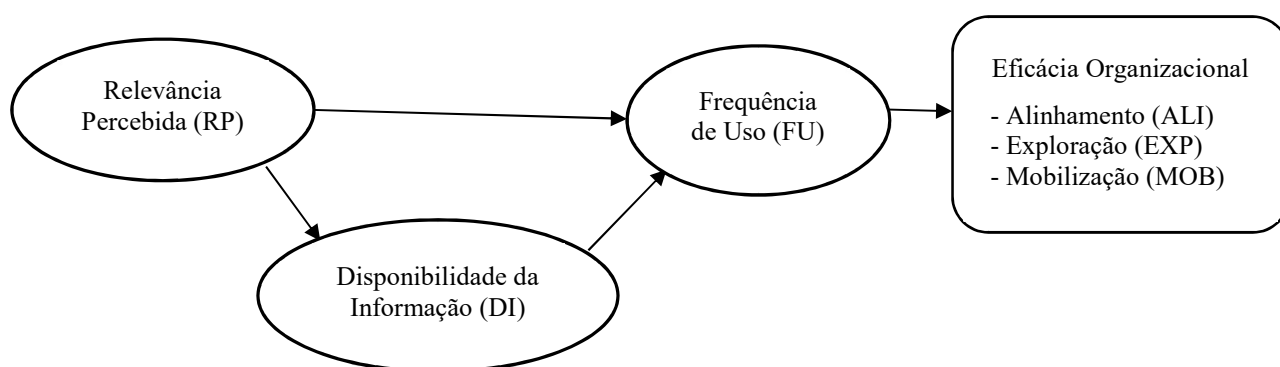 Relevância
Percebida (RP)
Frequência
de Uso (FU)
Eficácia Organizacional
- Alinhamento (ALI)
- Exploração (EXP)
- Mobilização (MOB)
Disponibilidade da
Informação (DI)